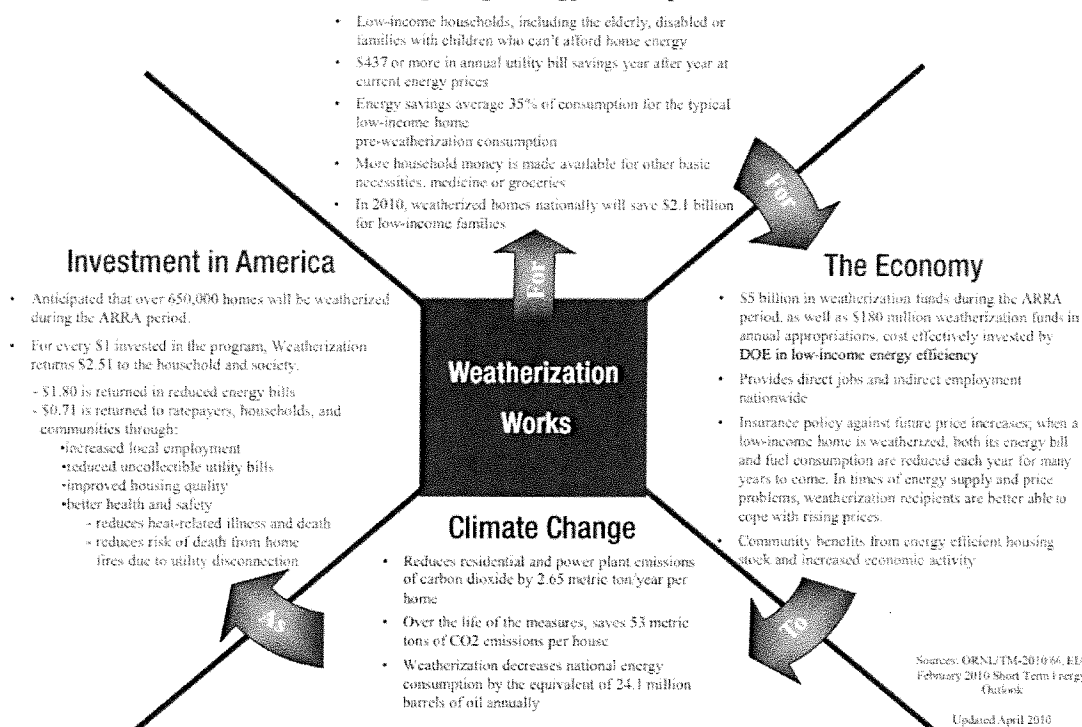 • Low-income households, including the elderly, disabled or
families with children who can't afford home energy
• $437 or more in annual utility bill savings year after year at
current energy prices
• Energy savings average 35% of consumption for the typical
low-income home
pre-weatherization consumption
• More household money is made available for other basic
necessities, medicine or groceries
• In 2010, weatherized homes nationally will save $2.1 billion
for low-income families
For
For
Investment in America
• Anticipated that over 650,000 homes will be weatherized
during the ARRA period.
• For every $1 invested in the program, Weatherization
returns $2.51 to the household and society.
- $1.80 is returned in reduced energy bills
- $0.71 is returned to ratepayers, households, and
communities through:
•increased local employment
•reduced uncollectible utility bills
•improved housing quality
•better health and safety
- reduces heat-related illness and death
- reduces risk of death from home
fires due to utility disconnection
Weatherization
Works
The Economy
• $5 billion in weatherization funds during the ARRA
period, as well as $180 million weatherization funds in
annual appropriations, cost effectively invested by
DOE in low-income energy efficiency
• Provides direct jobs and indirect employment
nationwide
• Insurance policy against future price increases; when a
low-income home is weatherized, both its energy bill
and fuel consumption are reduced each year for many
years to come. In times of energy supply and price
problems, weatherization recipients are better able to
cope with rising prices.
• Community benefits from energy efficient housing
stock and increased economic activity
As
To
Climate Change
• Reduces residential and power plant emissions
of carbon dioxide by 2.65 metric ton/year per
home
• Over the life of the measures, saves 53 metric
tons of CO2 emissions per house
• Weatherization decreases national energy
consumption by the equivalent of 24.1 million
barrels of oil annually
Sources: ORNL/TM-2010/66,
February 2010 Short Term Energy
Outlook
Updated April 2010